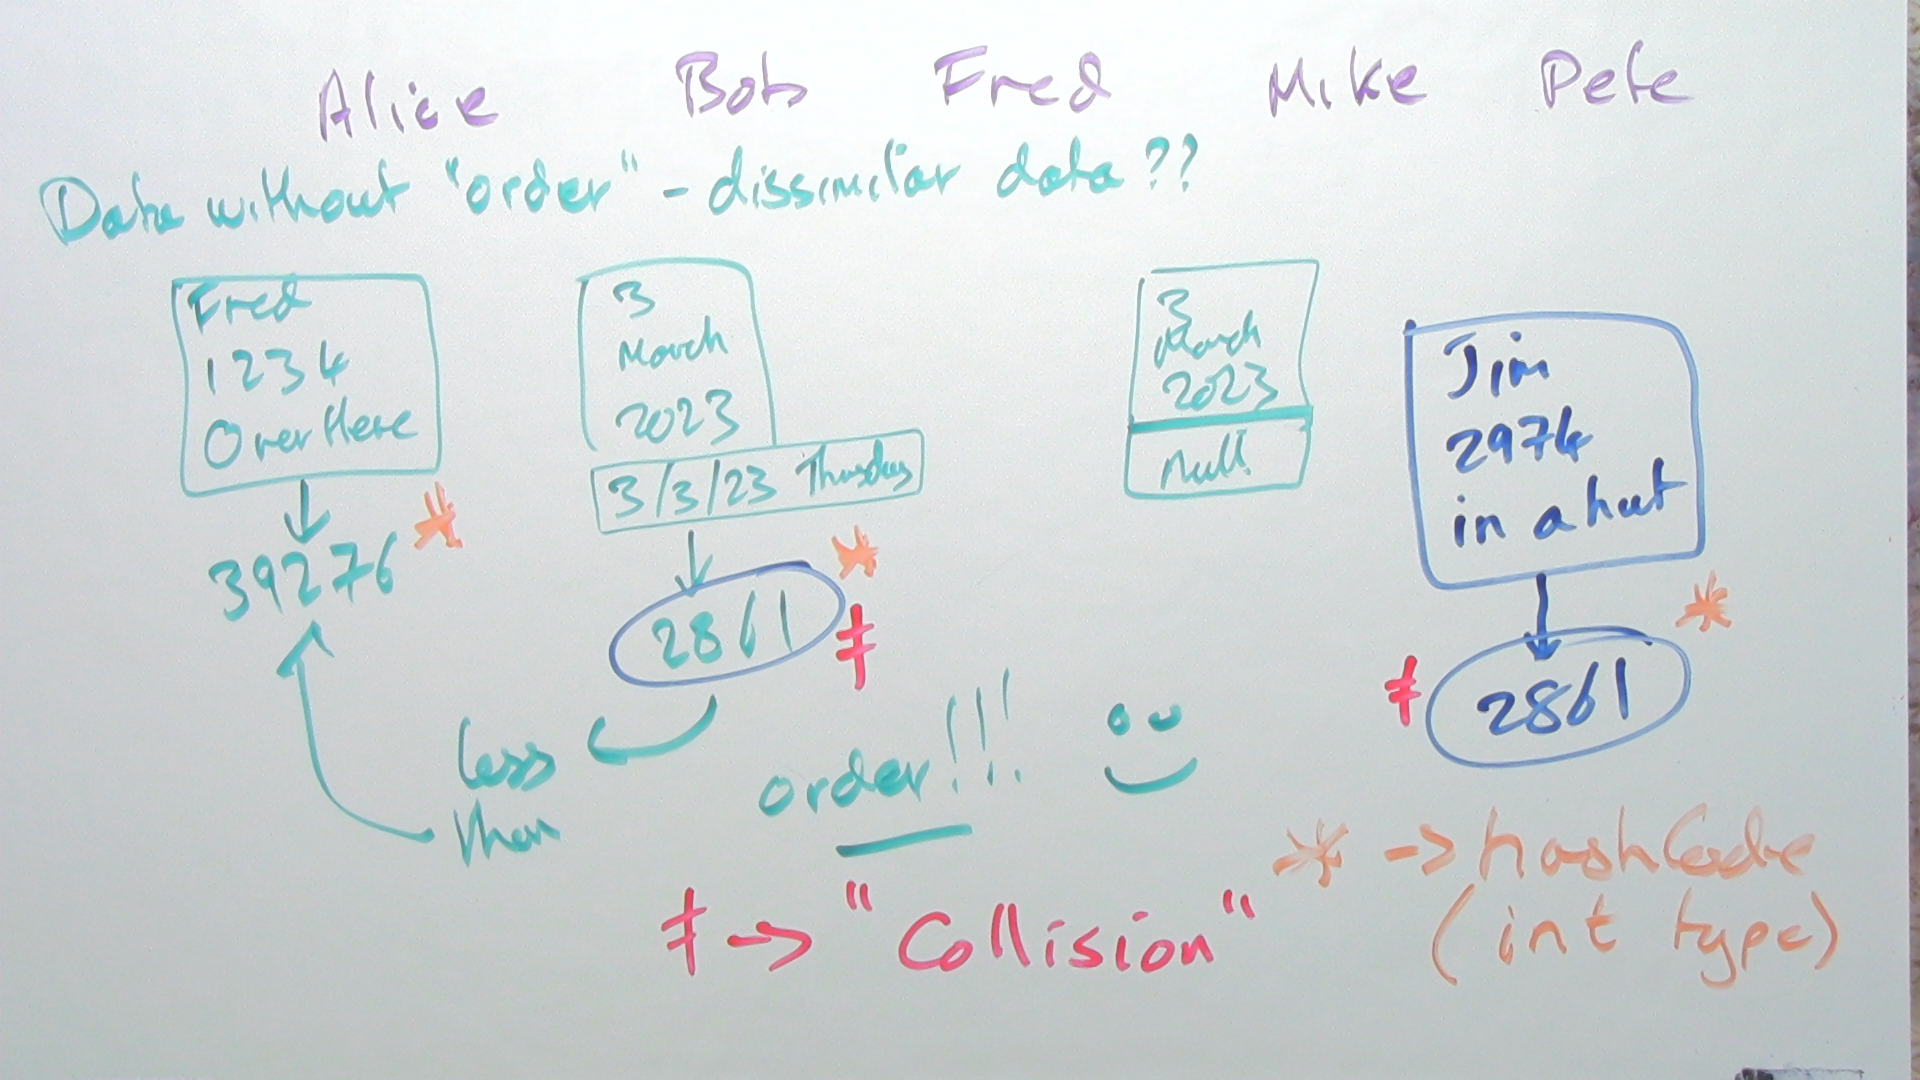 Alice Bob Fred Mike Pete
Data without "order" - dissimilar data??
Fred
1234
Over Here
39276 *
3
March
2023
3/3/23 Thursday
2861 *
‡
3
March
2023
null
Jim
2974
in a hut
*
‡ 2861
less
than
order!!!
* -> hashCode
(int type)
‡ -> "Collision"